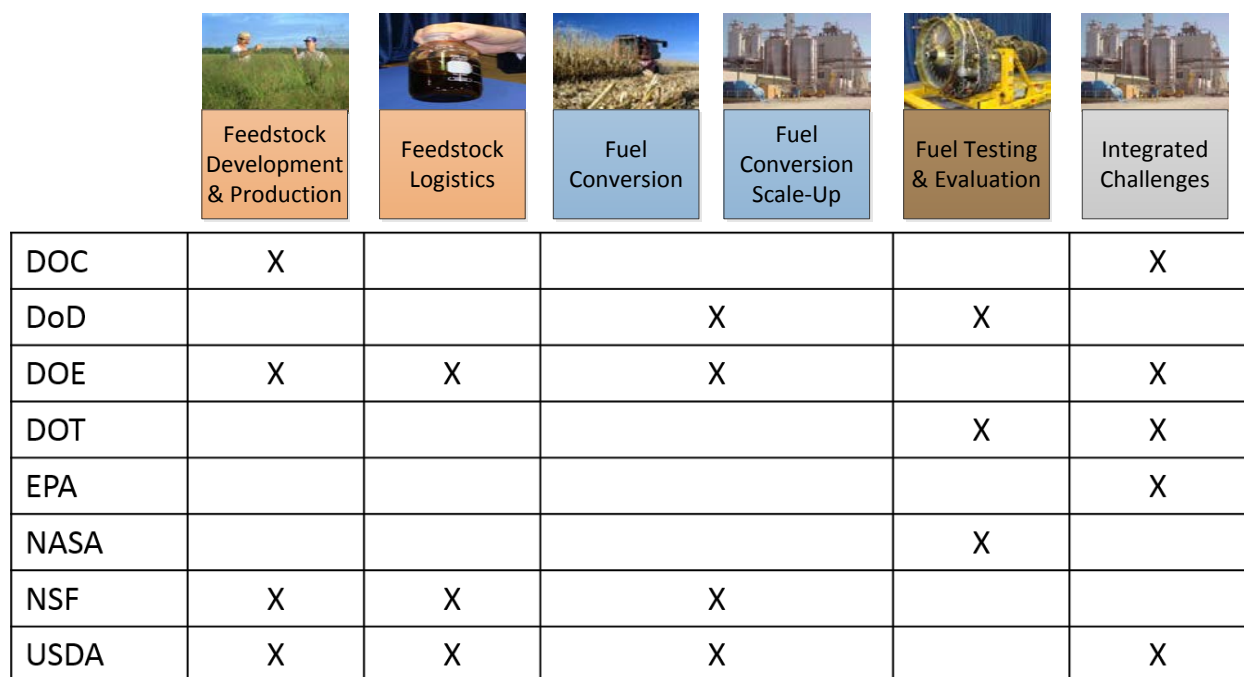 Feedstock
Development
& Production
Feedstock
Logistics
Fuel
Conversion
Fuel
Conversion
Scale-Up
Fuel Testing
& Evaluation
Integrated
Challenges
DOC X X
DoD X X
DOE X X X X
DOT X X
EPA X
NASA X
NSF X X X
USDA X X X X